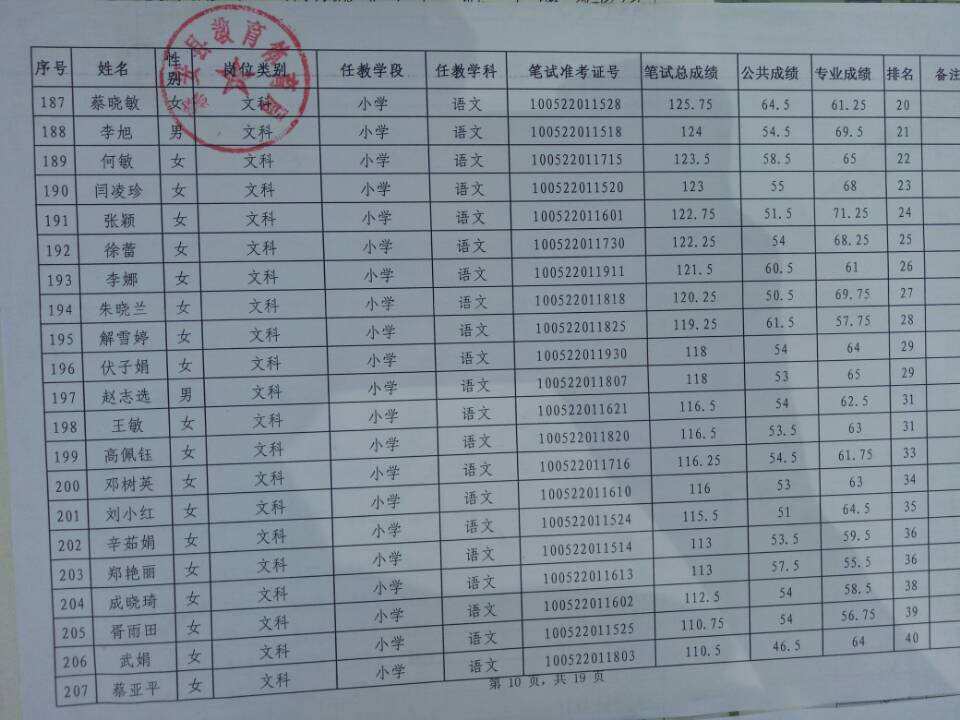 县教育体育局
序号 姓名 性别 岗位类别 任教学段 任教学科 笔试准考证号 笔试总成绩 公共成绩 专业成绩 排名 备注
187 蔡晓敏 女 文科 小学 语文 100522011528 125.75 64.5 61.25 20
188 李旭 男 文科 小学 语文 100522011518 124 54.5 69.5 21
189 何敏 女 文科 小学 语文 100522011715 123.5 58.5 65 22
190 闫凌珍 女 文科 小学 语文 100522011520 123 55 68 23
191 张颖 女 文科 小学 语文 100522011601 122.75 51.5 71.25 24
192 徐蕾 女 文科 小学 语文 100522011730 122.25 54 68.25 25
193 李娜 女 文科 小学 语文 100522011911 121.5 60.5 61 26
194 朱晓兰 女 文科 小学 语文 100522011818 120.25 50.5 69.75 27
195 解雪婷 女 文科 小学 语文 100522011825 119.25 61.5 57.75 28
196 伏子娟 女 文科 小学 语文 100522011930 118 54 64 29
197 赵志选 男 文科 小学 语文 100522011807 118 53 65 29
198 王敏 女 文科 小学 语文 100522011621 116.5 54 62.5 31
199 高佩钰 女 文科 小学 语文 100522011820 116.5 53.5 63 31
200 邓树英 女 文科 小学 语文 100522011716 116.25 54.5 61.75 33
201 刘小红 女 文科 小学 语文 100522011610 116 53 63 34
202 辛茹娟 女 文科 小学 语文 100522011524 115.5 51 64.5 35
203 郑艳丽 女 文科 小学 语文 100522011514 113 53.5 59.5 36
204 成晓琦 女 文科 小学 语文 100522011613 113 57.5 55.5 36
205 胥雨田 女 文科 小学 语文 100522011602 112.5 54 58.5 38
206 武娟 女 文科 小学 语文 100522011525 110.75 54 56.75 39
207 蔡亚平 女 文科 小学 语文 100522011803 110.5 46.5 64 40
第 10 页，共 19 页